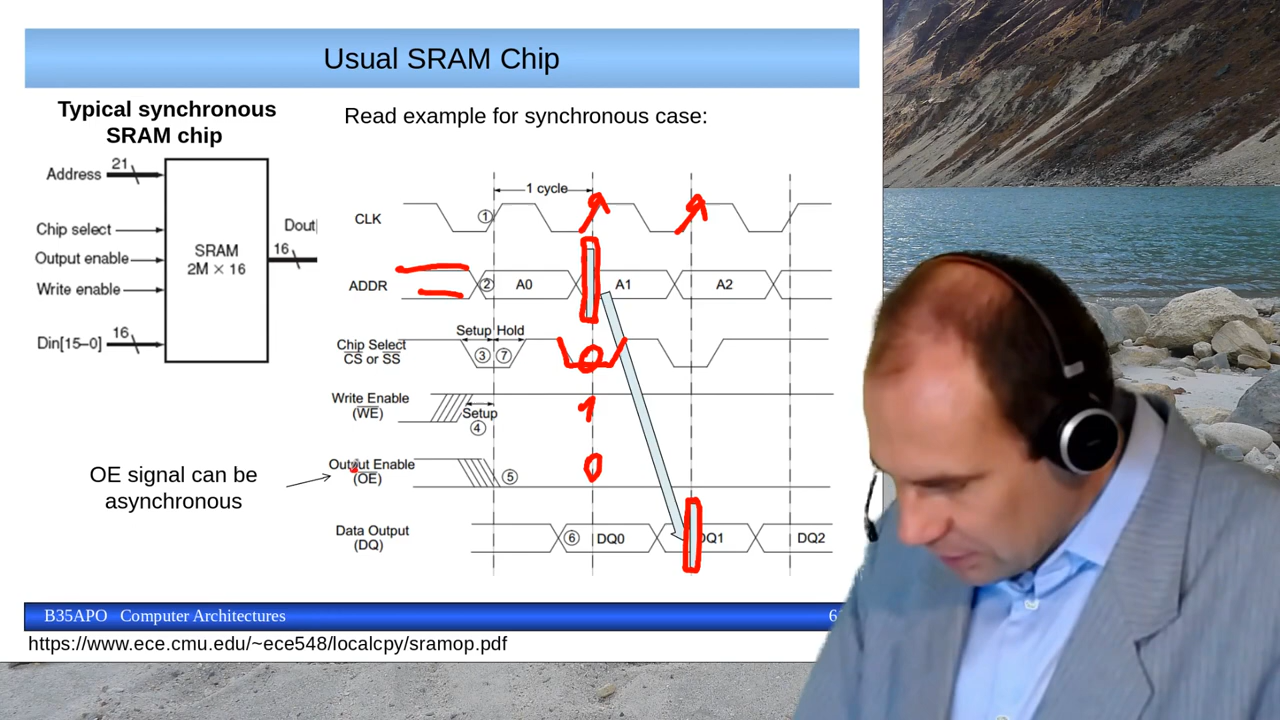 Usual SRAM Chip
Typical synchronous
SRAM chip
Read example for synchronous case:
Address
21
Chip select
Output enable
Write enable
Din[15–0]
16
SRAM
2M × 16
Dout
16
1 cycle
CLK
①
ADDR
② A0 A1 A2
Setup Hold
Chip Select
CS or SS
③ ⑦
0
Write Enable
(WE)
Setup
④
1
Output Enable
(OE)
⑤
0
Data Output
(DQ)
⑥ DQ0 DQ1 DQ2
OE signal can be
asynchronous
B35APO Computer Architectures
6
https://www.ece.cmu.edu/~ece548/localcpy/sramop.pdf